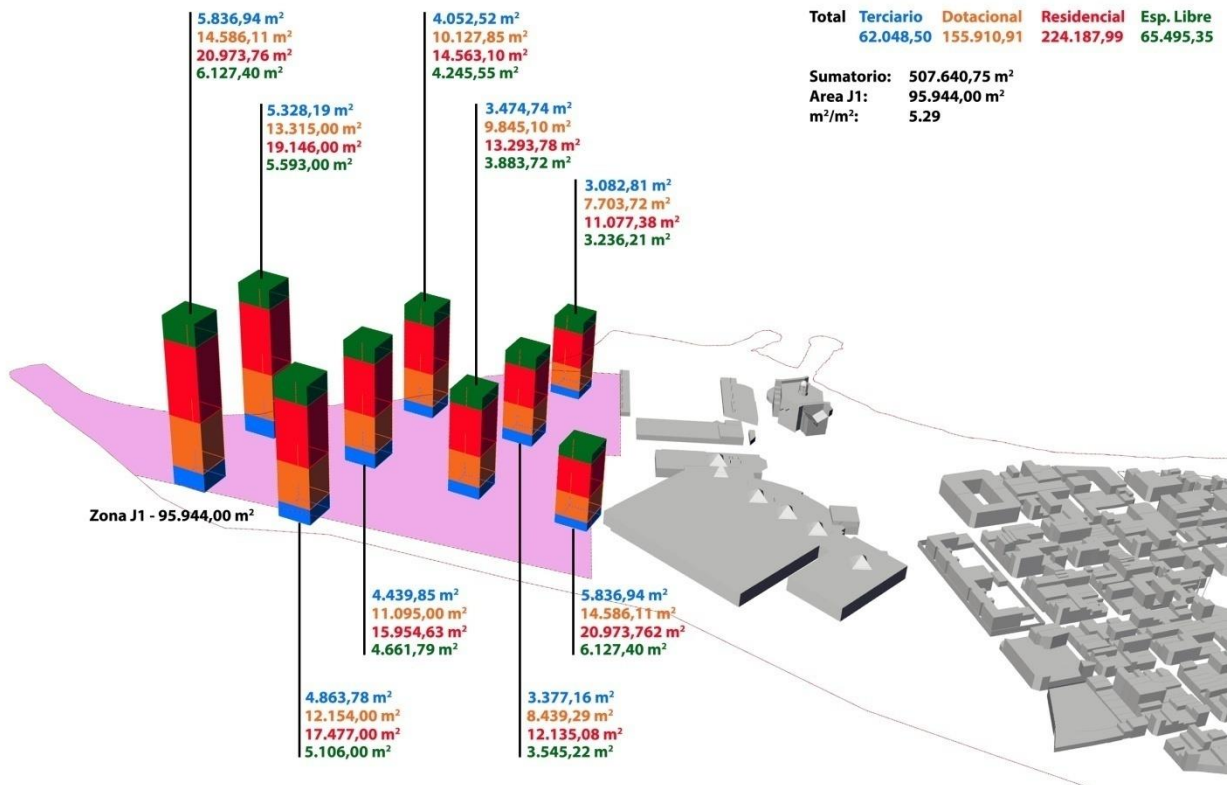 5.836,94 m²
14.586,11 m²
20.973,76 m²
6.127,40 m²
4.052,52 m²
10.127,85 m²
14.563,10 m²
4.245,55 m²
Total Terciario Dotacional Residencial Esp. Libre
62.048,50 155.910,91 224.187,99 65.495,35
Sumatorio: 507.640,75 m²
Area J1: 95.944,00 m²
m²/m²: 5.29
5.328,19 m²
13.315,00 m²
19.146,00 m²
5.593,00 m²
3.474,74 m²
9.845,10 m²
13.293,78 m²
3.883,72 m²
3.082,81 m²
7.703,72 m²
11.077,38 m²
3.236,21 m²
Zona J1 - 95.944,00 m²
4.439,85 m²
11.095,00 m²
15.954,63 m²
4.661,79 m²
5.836,94 m²
14.586,11 m²
20.973,762 m²
6.127,40 m²
4.863,78 m²
12.154,00 m²
17.477,00 m²
5.106,00 m²
3.377,16 m²
8.439,29 m²
12.135,08 m²
3.545,22 m²